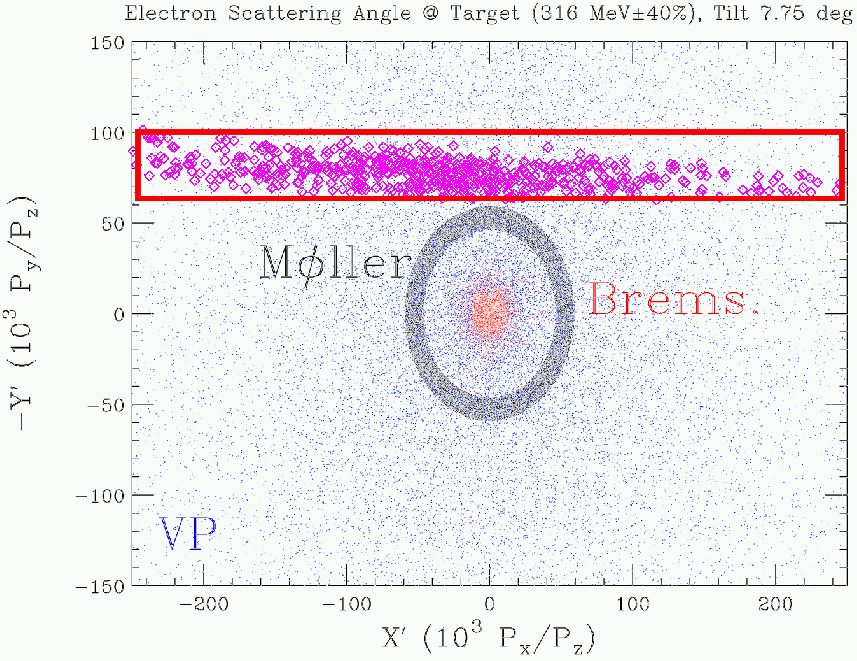 Electron Scattering Angle @ Target (316 MeV±40%), Tilt 7.75 deg
150
100
50
0
−50
−100
−150
−Y′ (10³ Py/Pz)
Møller
Brems.
VP
−200
−100
0
100
200
X′ (10³ Px/Pz)